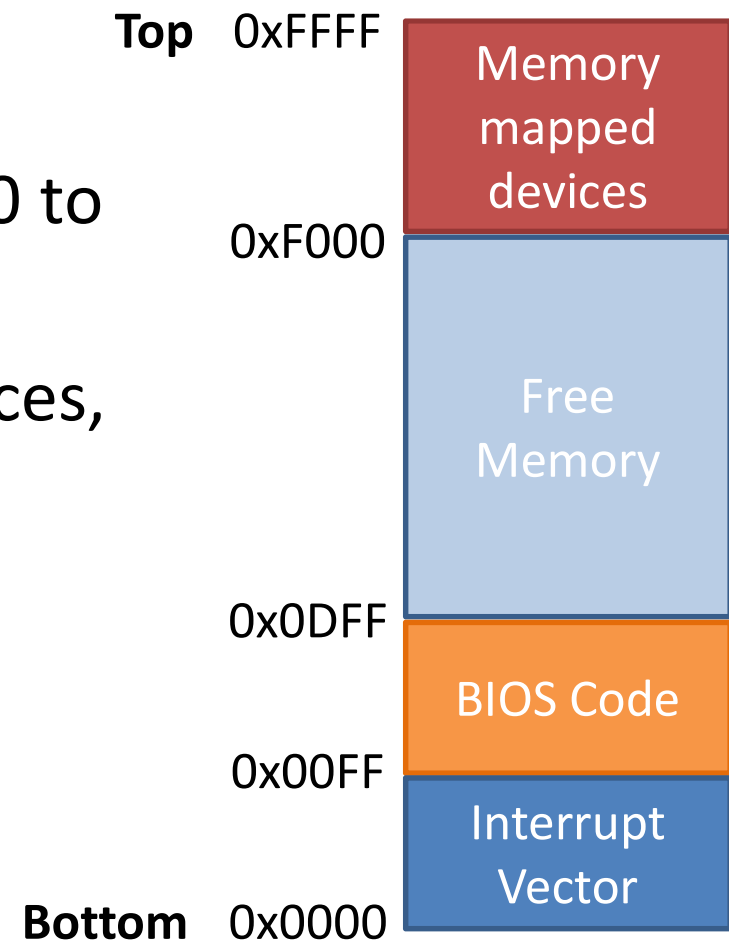 Top 0xFFFF
Memory
mapped
devices
0 to
0xF000
ces,
Free
Memory
0x0DFF
BIOS Code
0x00FF
Interrupt
Vector
Bottom 0x0000